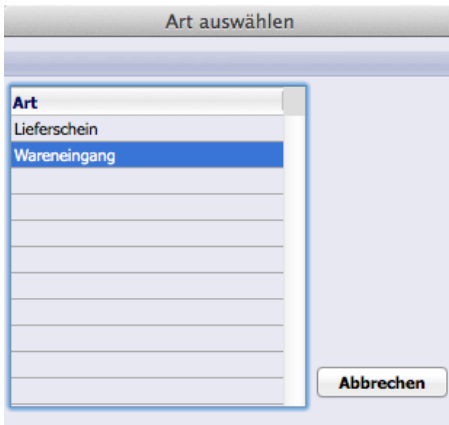 Art auswählen
Art
Lieferschein
Wareneingang
Abbrechen